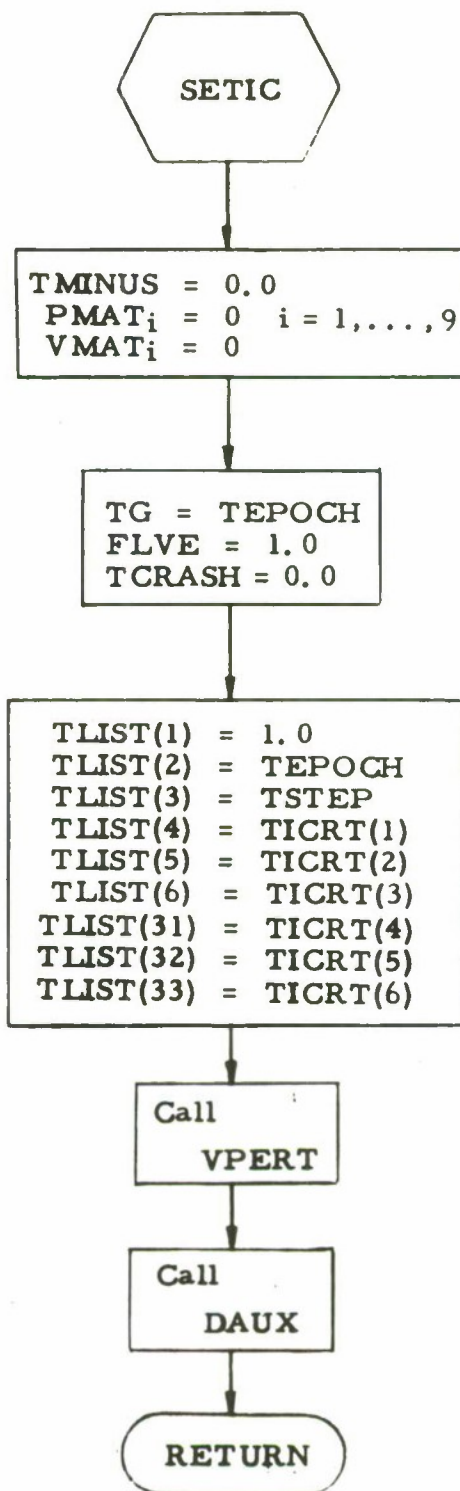 SETIC
TMINUS = 0.0
PMATi = 0 i = 1,...,9
VMATi = 0
TG = TEPOCH
FLVE = 1.0
TCRASH = 0.0
TLIST(1) = 1.0
TLIST(2) = TEPOCH
TLIST(3) = TSTEP
TLIST(4) = TICRT(1)
TLIST(5) = TICRT(2)
TLIST(6) = TICRT(3)
TLIST(31) = TICRT(4)
TLIST(32) = TICRT(5)
TLIST(33) = TICRT(6)
Call
VPERT
Call
DAUX
RETURN